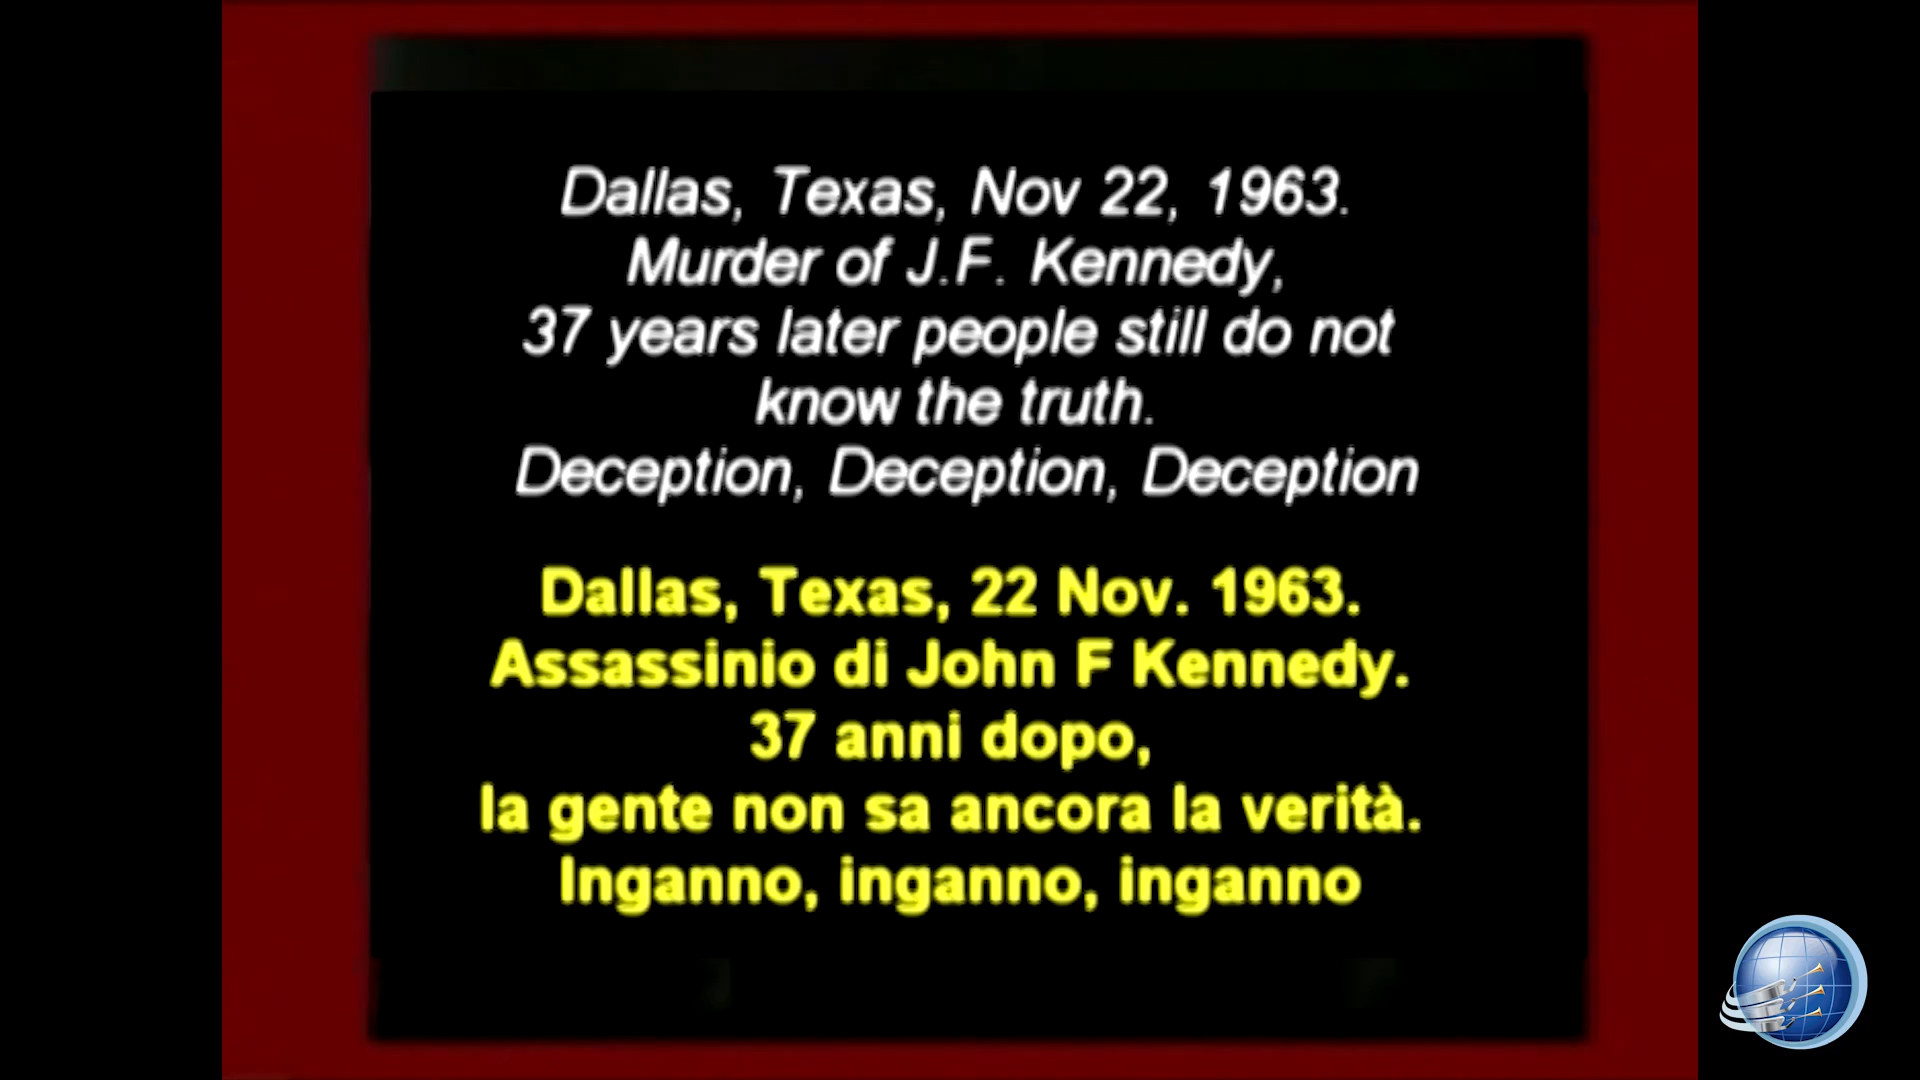 Dallas, Texas, Nov 22, 1963.
Murder of J.F. Kennedy,
37 years later people still do not
know the truth.
Deception, Deception, Deception
Dallas, Texas, 22 Nov. 1963.
Assassinio di John F Kennedy.
37 anni dopo,
la gente non sa ancora la verità.
Inganno, inganno, inganno